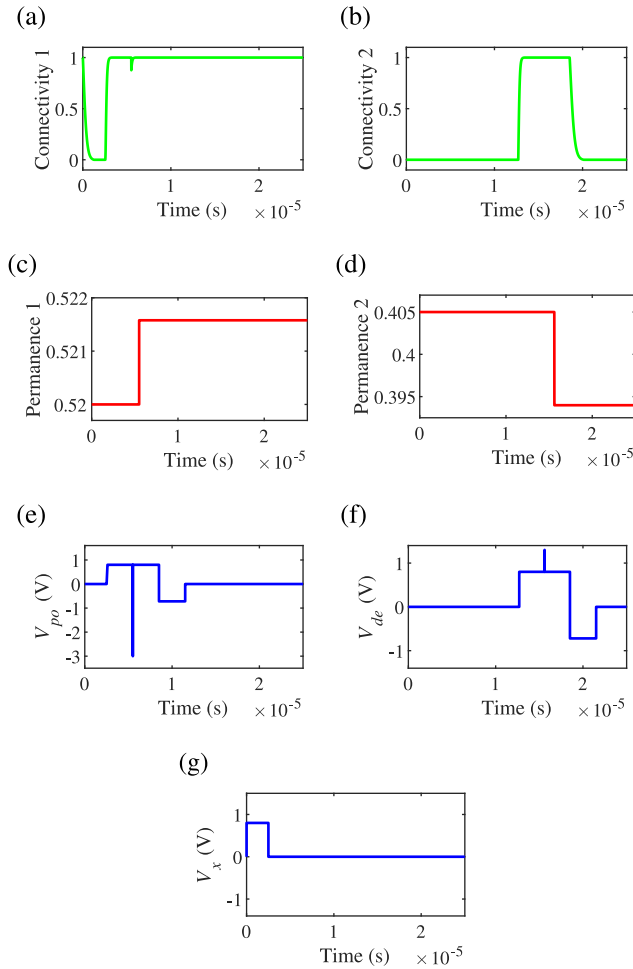 (a)
Connectivity 1
1
0.5
0
0 1 2
Time (s) × 10⁻⁵
(b)
Connectivity 2
1
0.5
0
0 1 2
Time (s) × 10⁻⁵
(c)
Permanence 1
0.522
0.521
0.52
0 1 2
Time (s) × 10⁻⁵
(d)
Permanence 2
0.405
0.4
0.395
0 1 2
Time (s) × 10⁻⁵
(e)
V_po (V)
1
0
-1
-2
-3
0 1 2
Time (s) × 10⁻⁵
(f)
V_de (V)
1
0
-1
0 1 2
Time (s) × 10⁻⁵
(g)
V_x (V)
1
0
-1
0 1 2
Time (s) × 10⁻⁵